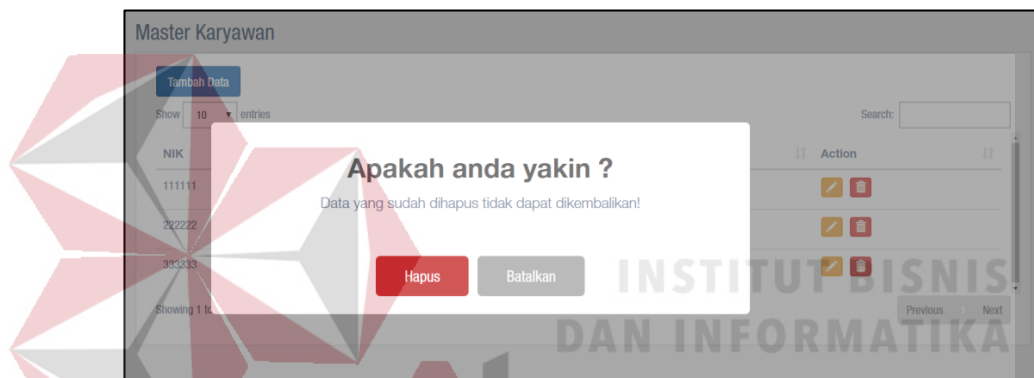 Master Karyawan
Tambah Data
Show 10 entries Search:
NIK Action
111111
222222
333333
Apakah anda yakin ?
Data yang sudah dihapus tidak dapat dikembalikan!
Hapus Batalkan
Showing 1 to Previous 1 Next
INSTITUT BISNIS
DAN INFORMATIKA